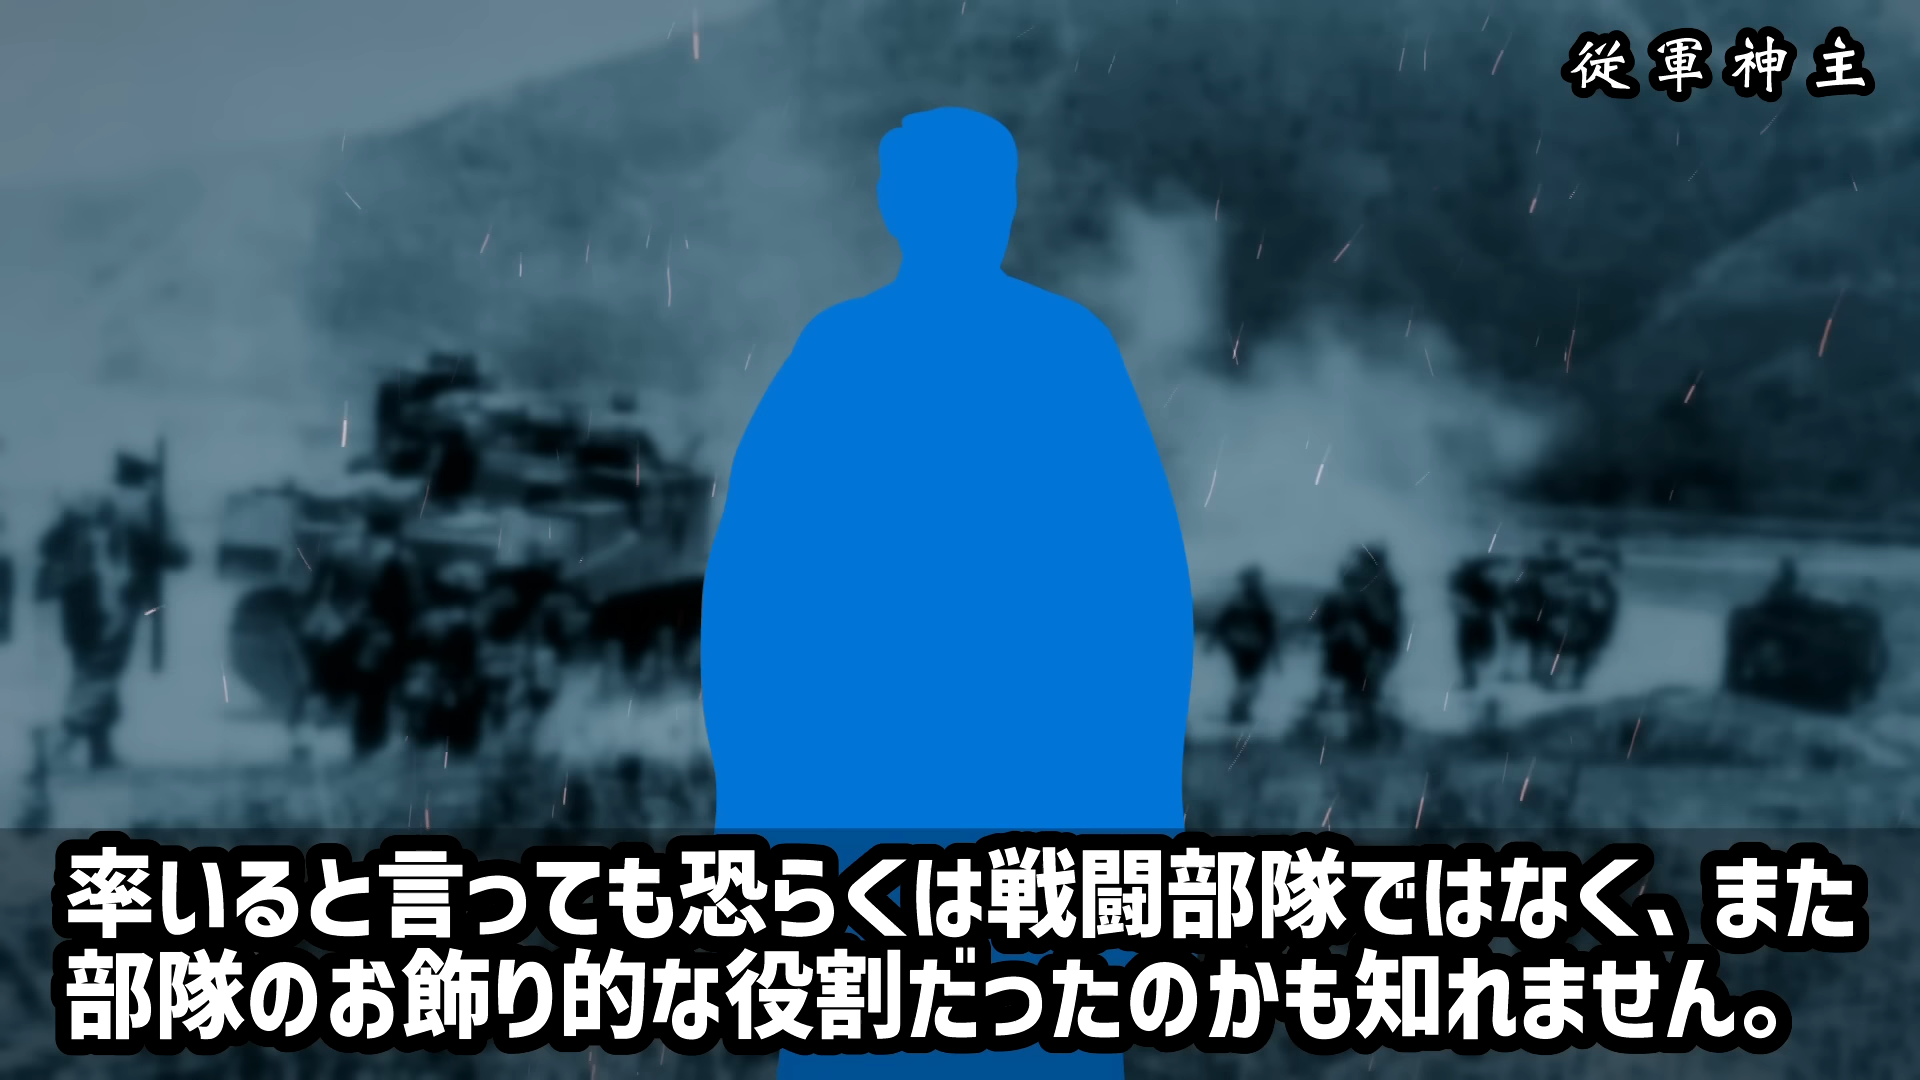 従軍神主
率いると言っても恐らくは戦闘部隊ではなく、また
部隊のお飾り的な役割だったのかも知れません。